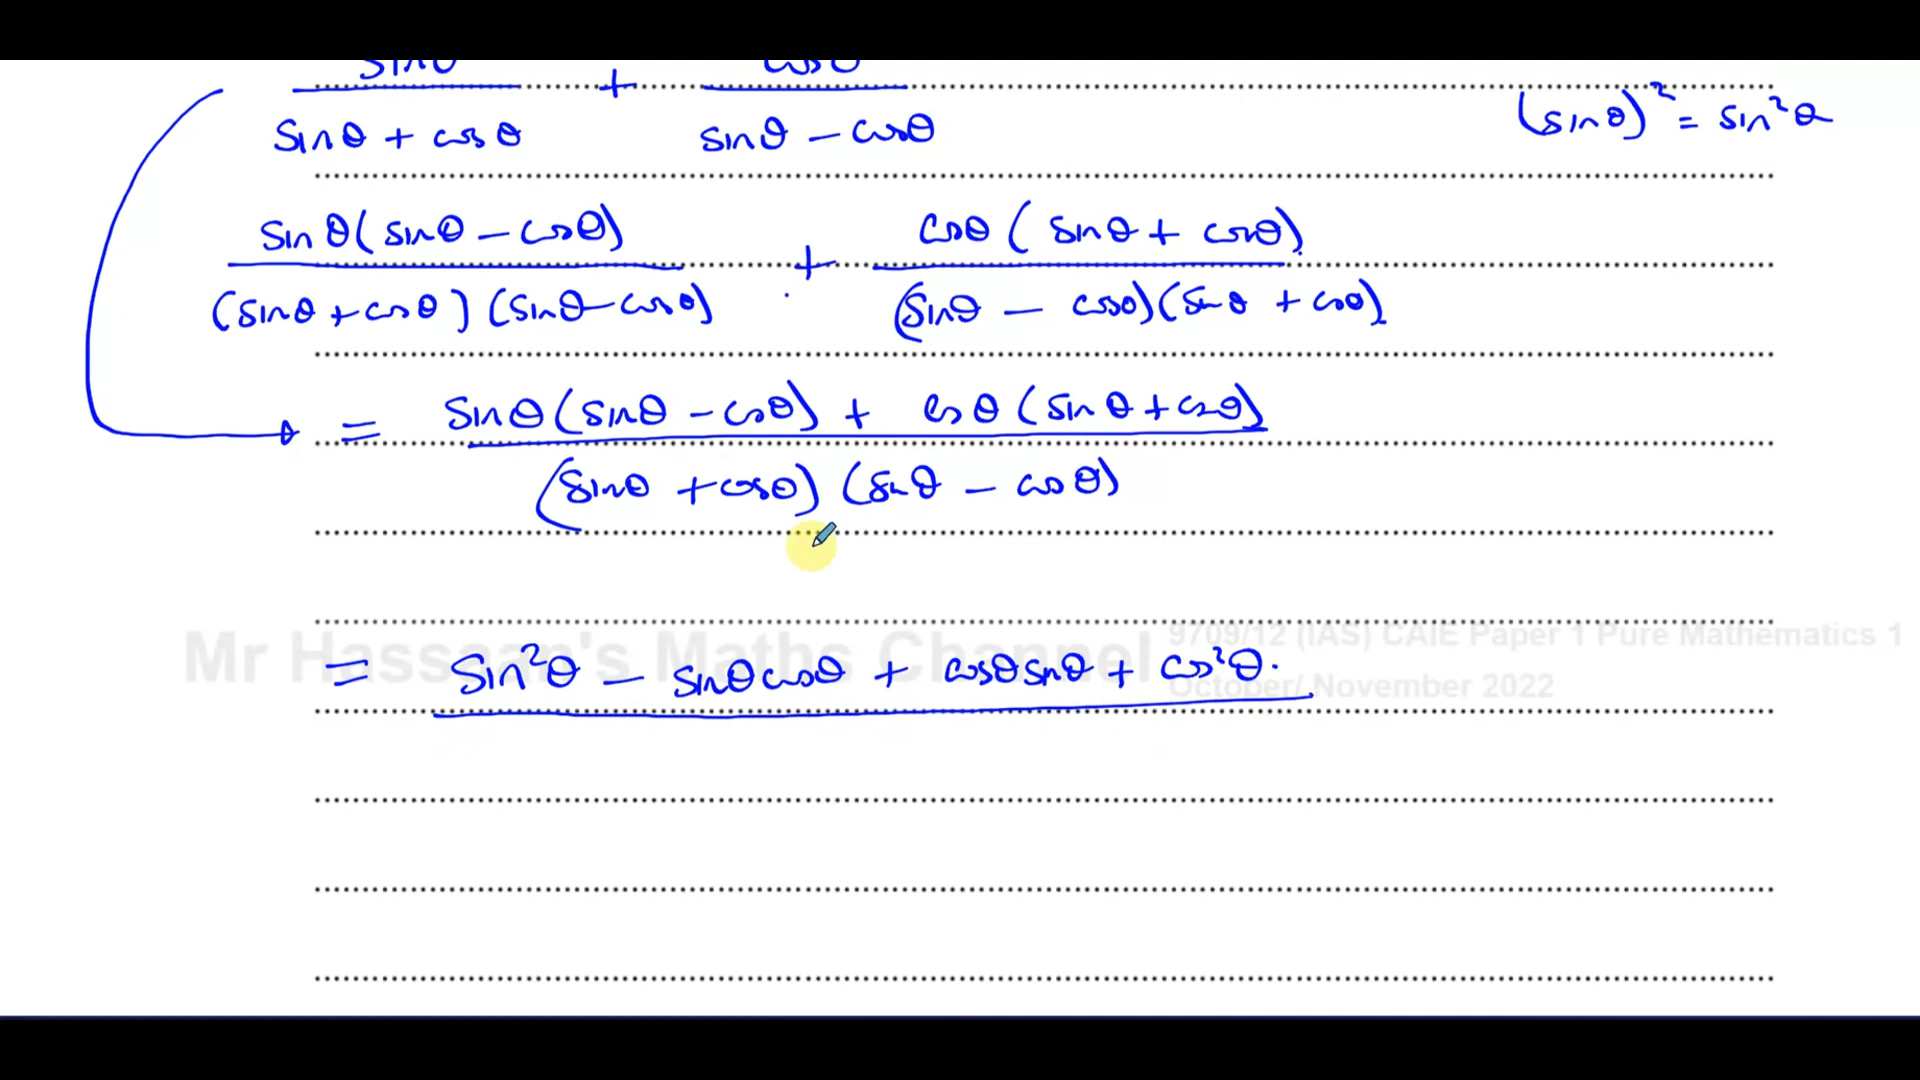 sinθ + cosθ
(sinθ)² = sin²θ
sinθ + cosθ sinθ − cosθ
sinθ(sinθ − cosθ) + cosθ(sinθ + cosθ)
(sinθ + cosθ)(sinθ − cosθ) (sinθ − cosθ)(sinθ + cosθ)
= sinθ(sinθ − cosθ) + cosθ(sinθ + cosθ)
(sinθ + cosθ)(sinθ − cosθ)
Mr Hassaan's Maths Channel
9709/12 (IAS) CAIE Paper 1 Pure Mathematics 1
October/ November 2022
= sin²θ − sinθcosθ + cosθsinθ + cos²θ.